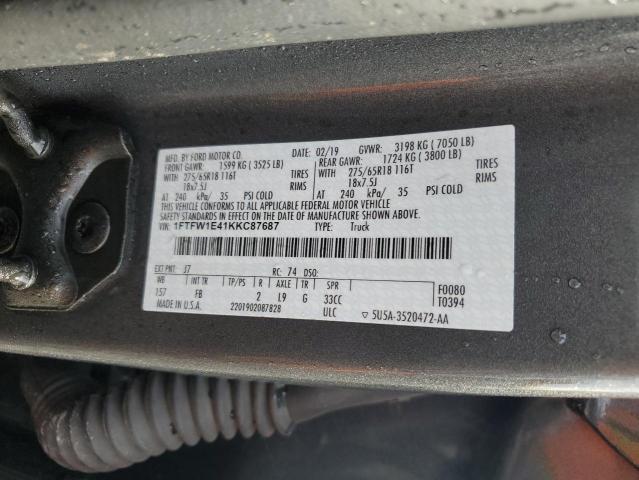 MFD. BY FORD MOTOR CO. 02/19 GVWR: 3198 KG ( 7050 LB)
FRONT GAWR: 1599 KG ( 3525 LB) REAR GAWR: 1724 KG ( 3800 LB)
WITH 275/65R18 116T TIRES WITH 275/65R18 116T TIRES
18x7.5J RIMS 18x7.5J RIMS
AT 240 kPa/ 35 PSI COLD AT 240 kPa/ 35 PSI COLD
THIS VEHICLE CONFORMS TO ALL APPLICABLE FEDERAL MOTOR VEHICLE
SAFETY AND THEFT PREVENTION STANDARDS IN EFFECT ON THE DATE OF MANUFACTURE SHOWN ABOVE.
VIN: 1FTFW1E41KKC87687 TYPE: Truck
EXT PNT: J7 RC: 74 DSO: F0080
WB INT TR TP/PS R AXLE TR SPR T0394
157 FB 2 L9 G 33CC
MADE IN U.S.A. 2201902087828 ULC ▽ 5U5A-3520472-AA